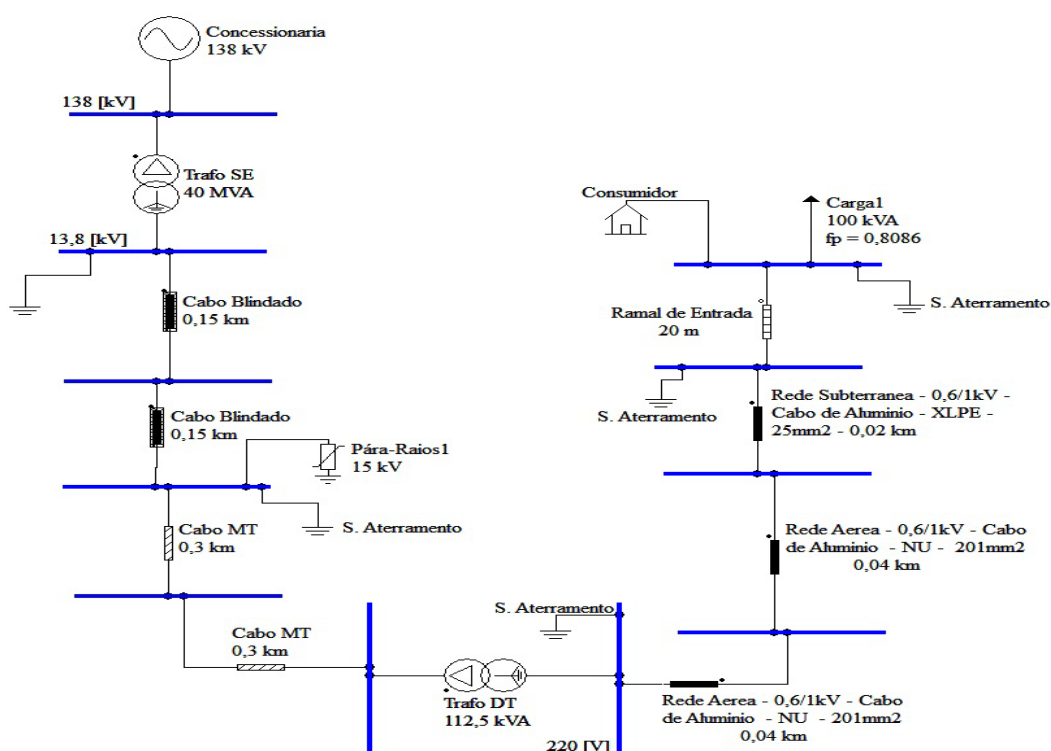 Concessionaria
138 kV
138 [kV]
Trafo SE
40 MVA
13,8 [kV]
Cabo Blindado
0,15 km
Cabo Blindado
0,15 km
Pára-Raios1
15 kV
S. Aterramento
Cabo MT
0,3 km
Cabo MT
0,3 km
Trafo DT
112,5 kVA
S. Aterramento
220 [V]
Rede Aerea - 0,6/1kV - Cabo
de Aluminio - NU - 201mm2
0,04 km
Rede Aerea - 0,6/1kV - Cabo
de Aluminio - NU - 201mm2
0,04 km
Rede Subterranea - 0,6/1kV -
Cabo de Aluminio - XLPE -
25mm2 - 0,02 km
S. Aterramento
Ramal de Entrada
20 m
S. Aterramento
Consumidor
Carga1
100 kVA
fp = 0,8086